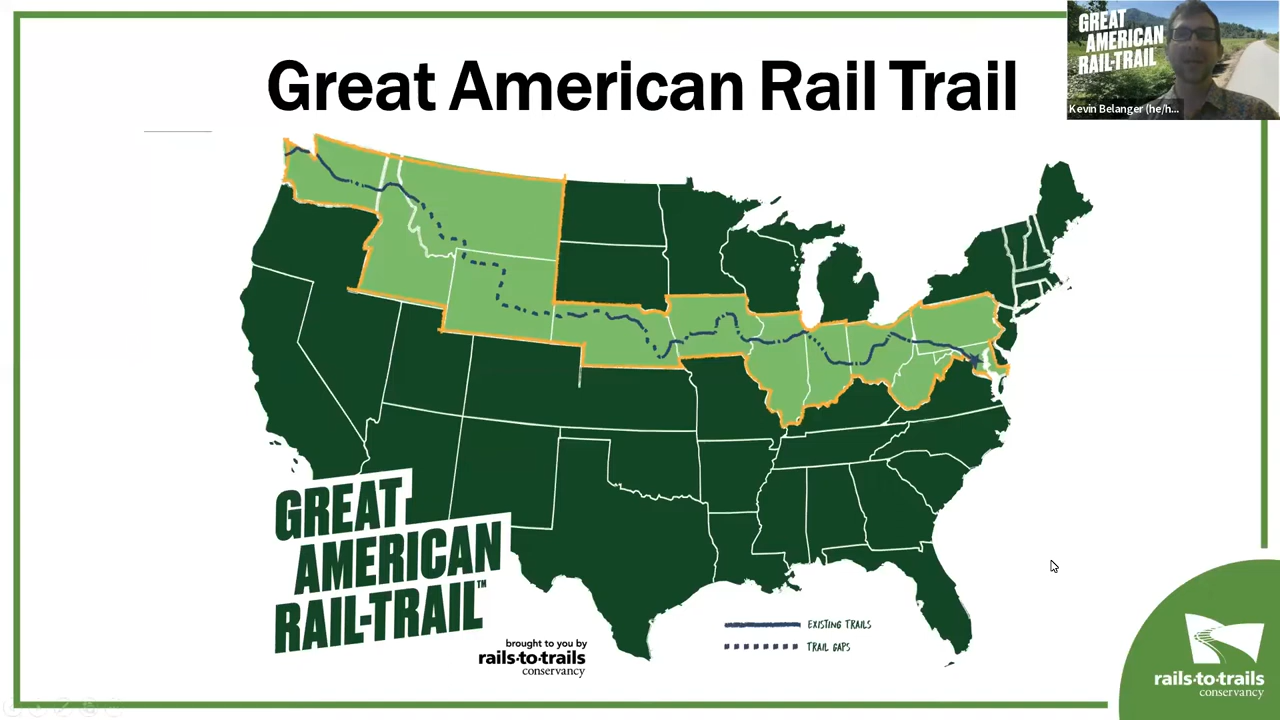 Great American Rail Trail
GREAT
AMERICAN
RAIL-TRAIL
Kevin Belanger (he/h...
GREAT
AMERICAN
RAIL-TRAIL™
brought to you by
rails·to·trails
conservancy
EXISTING TRAILS
TRAIL GAPS
rails·to·trails
conservancy